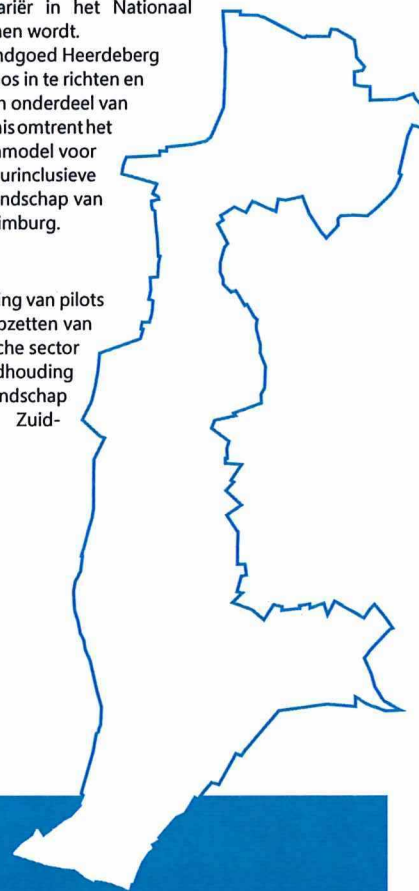 ariër in het Nationaal
en wordt.
ndgoed Heerdeberg
os in te richten en
n onderdeel van
nis omtrent het
nmodel voor
urinclusieve
ndschap van
imburg.
ing van pilots
pzetten van
che sector
dhouding
ndschap
Zuid-